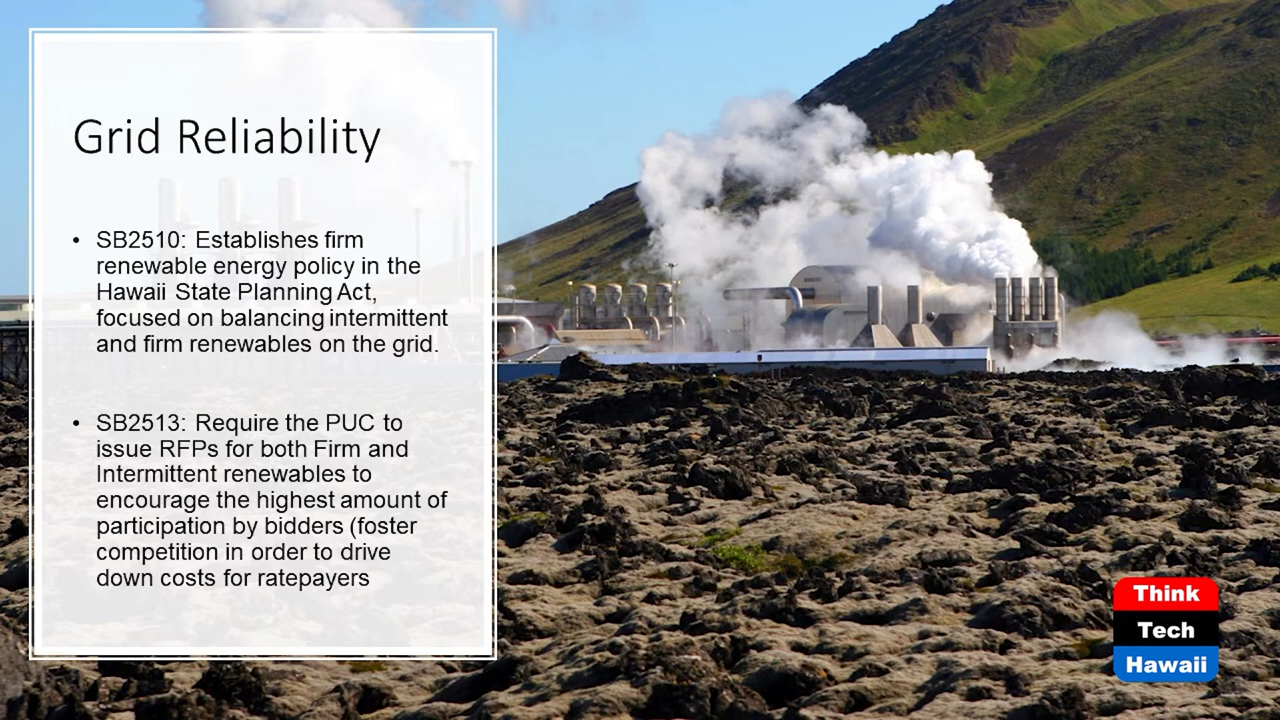 Grid Reliability
• SB2510: Establishes firm
renewable energy policy in the
Hawaii State Planning Act,
focused on balancing intermittent
and firm renewables on the grid.
• SB2513: Require the PUC to
issue RFPs for both Firm and
Intermittent renewables to
encourage the highest amount of
participation by bidders (foster
competition in order to drive
down costs for ratepayers
Think
Tech
Hawaii